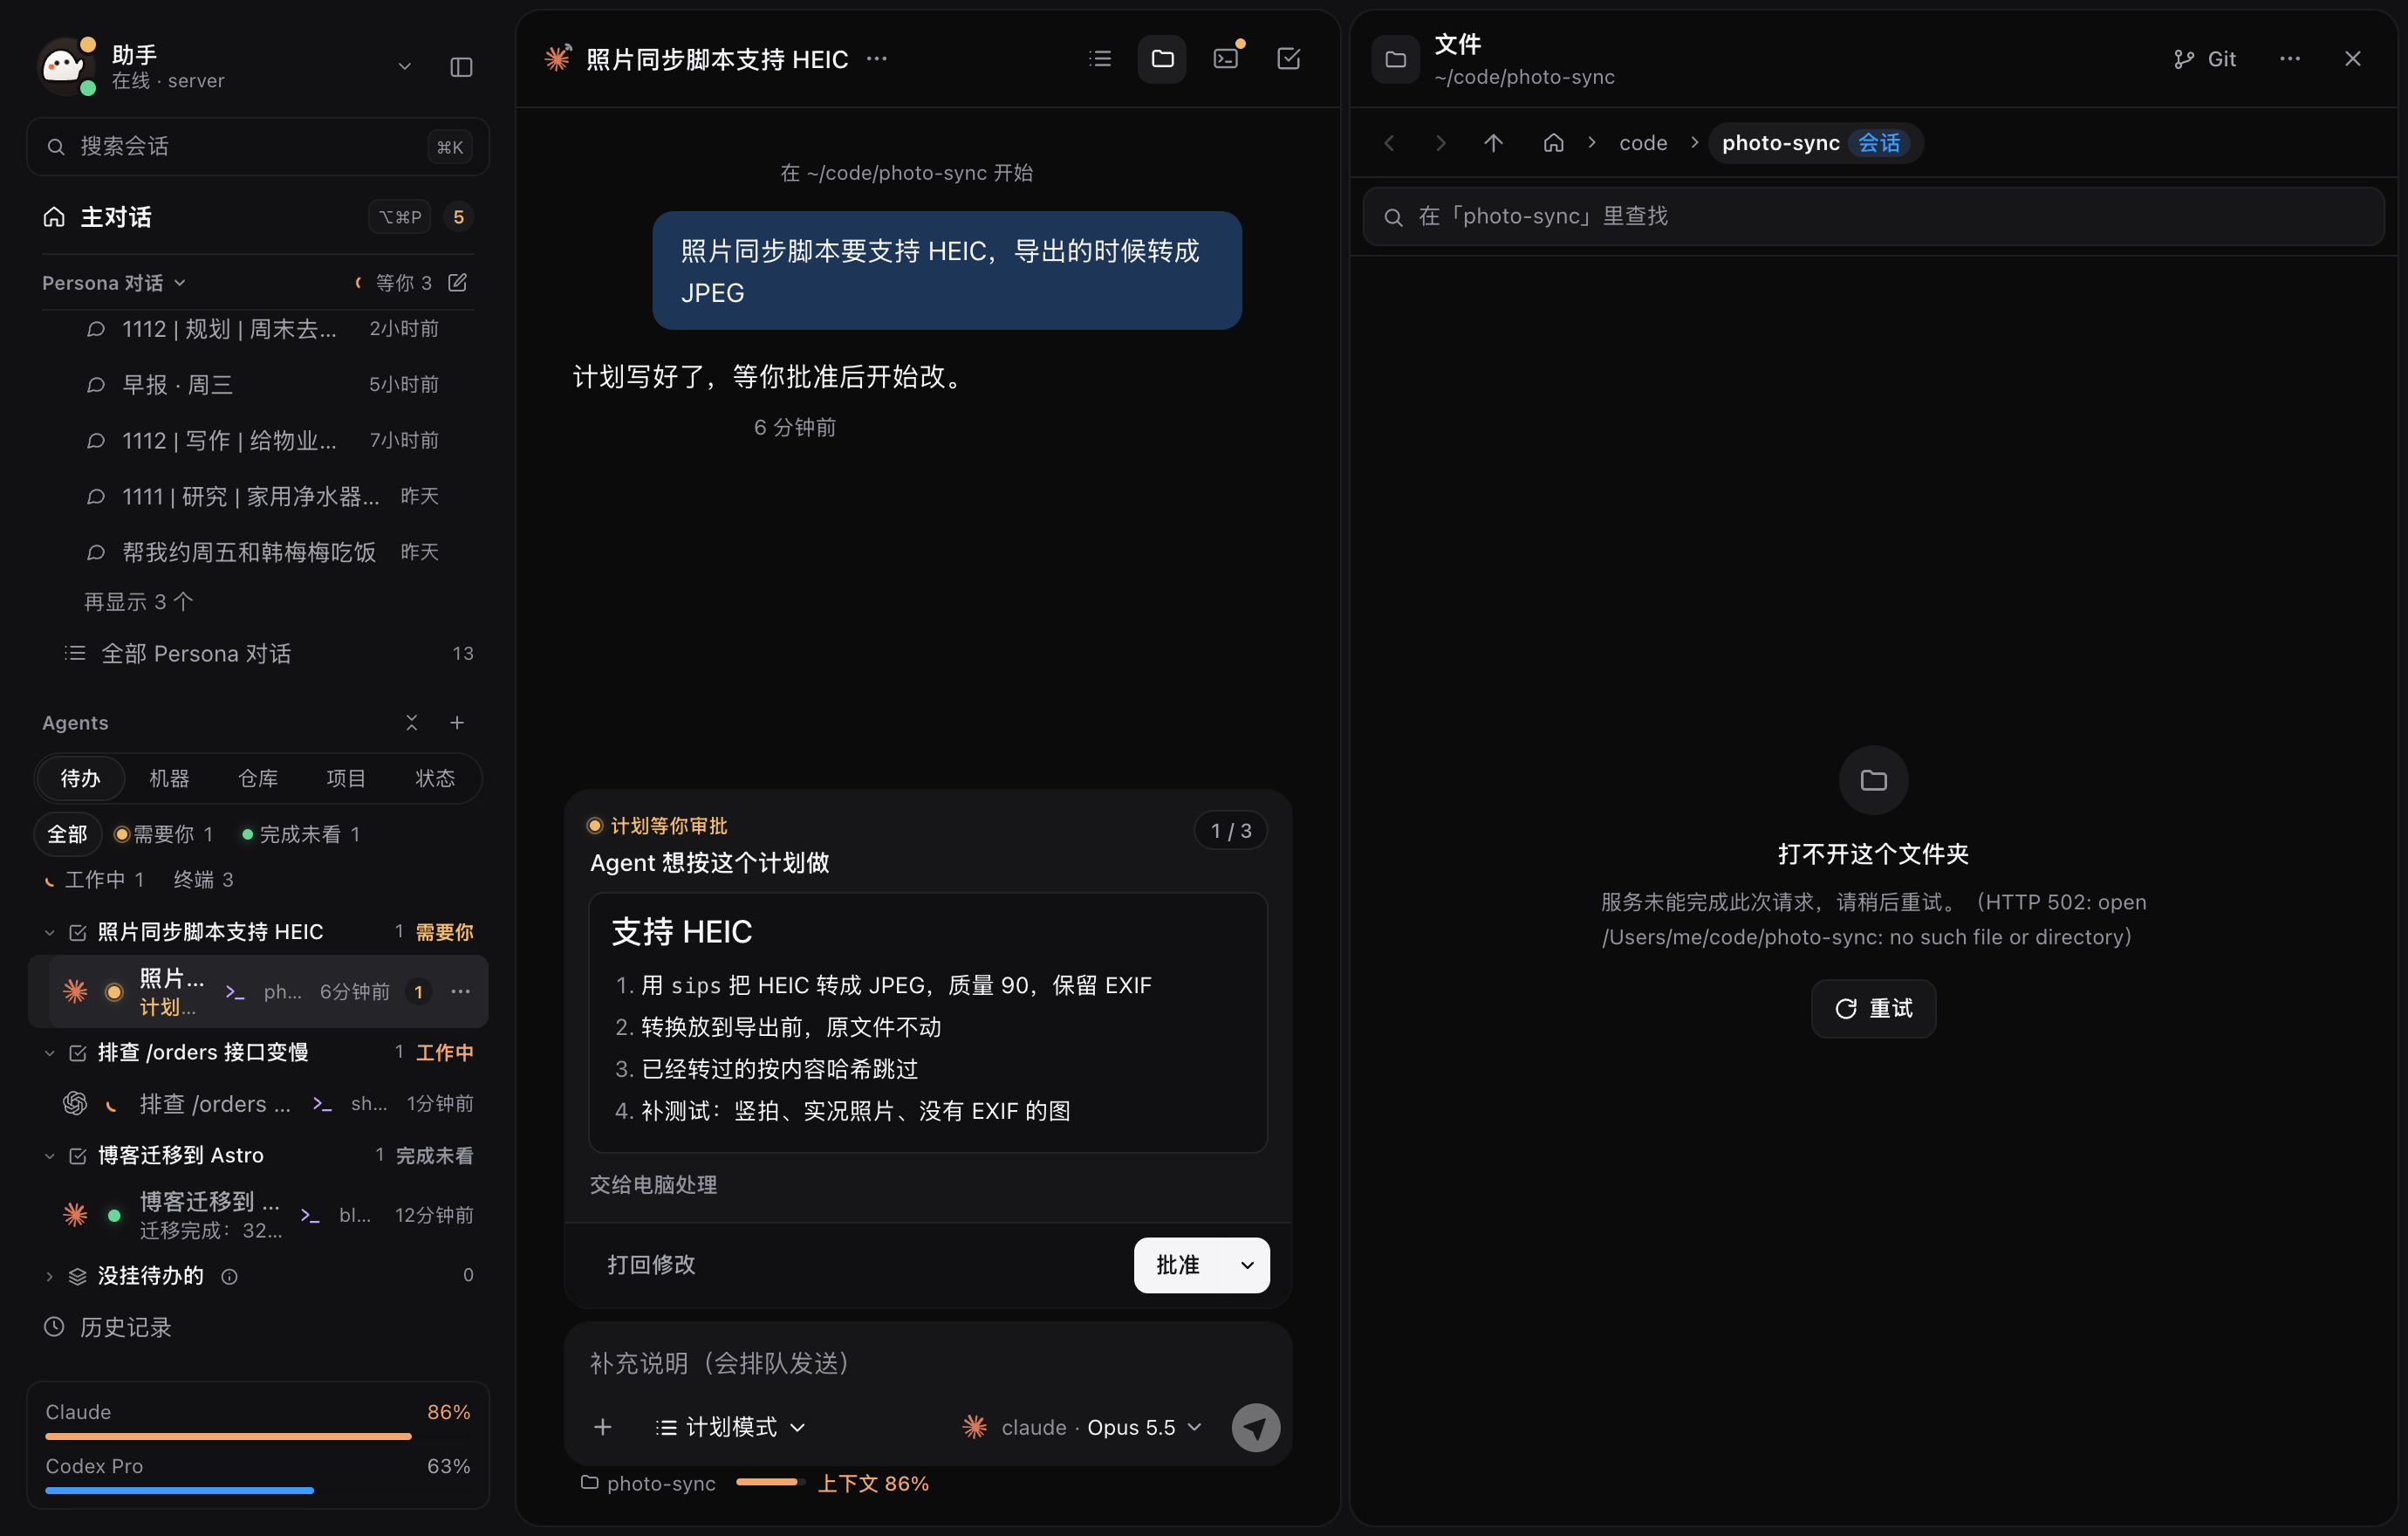 助手
在线 · server
搜索会话
⌘K
主对话
⌥⌘P
5
Persona 对话
等你 3
1112 | 规划 | 周末去...
2小时前
早报 · 周三
5小时前
1112 | 写作 | 给物业...
7小时前
1111 | 研究 | 家用净水器...
昨天
帮我约周五和韩梅梅吃饭
昨天
再显示 3 个
全部 Persona 对话
13
Agents
待办
机器
仓库
项目
状态
全部
需要你 1
完成未看 1
工作中 1
终端 3
照片同步脚本支持 HEIC
1 需要你
照片...
计划...
ph...
6分钟前
1
排查 /orders 接口变慢
1 工作中
排查 /orders ...
sh...
1分钟前
博客迁移到 Astro
1 完成未看
博客迁移到 ...
迁移完成：32...
bl...
12分钟前
没挂待办的
0
历史记录
Claude
86%
Codex Pro
63%
照片同步脚本支持 HEIC
在 ~/code/photo-sync 开始
照片同步脚本要支持 HEIC，导出的时候转成
JPEG
计划写好了，等你批准后开始改。
6 分钟前
计划等你审批
1 / 3
Agent 想按这个计划做
支持 HEIC
1. 用 sips 把 HEIC 转成 JPEG，质量 90，保留 EXIF
2. 转换放到导出前，原文件不动
3. 已经转过的按内容哈希跳过
4. 补测试：竖拍、实况照片、没有 EXIF 的图
交给电脑处理
打回修改
批准
补充说明（会排队发送）
计划模式
claude · Opus 5.5
photo-sync
上下文 86%
文件
~/code/photo-sync
Git
code
photo-sync
会话
在「photo-sync」里查找
打不开这个文件夹
服务未能完成此次请求，请稍后重试。（HTTP 502: open
/Users/me/code/photo-sync: no such file or directory）
重试